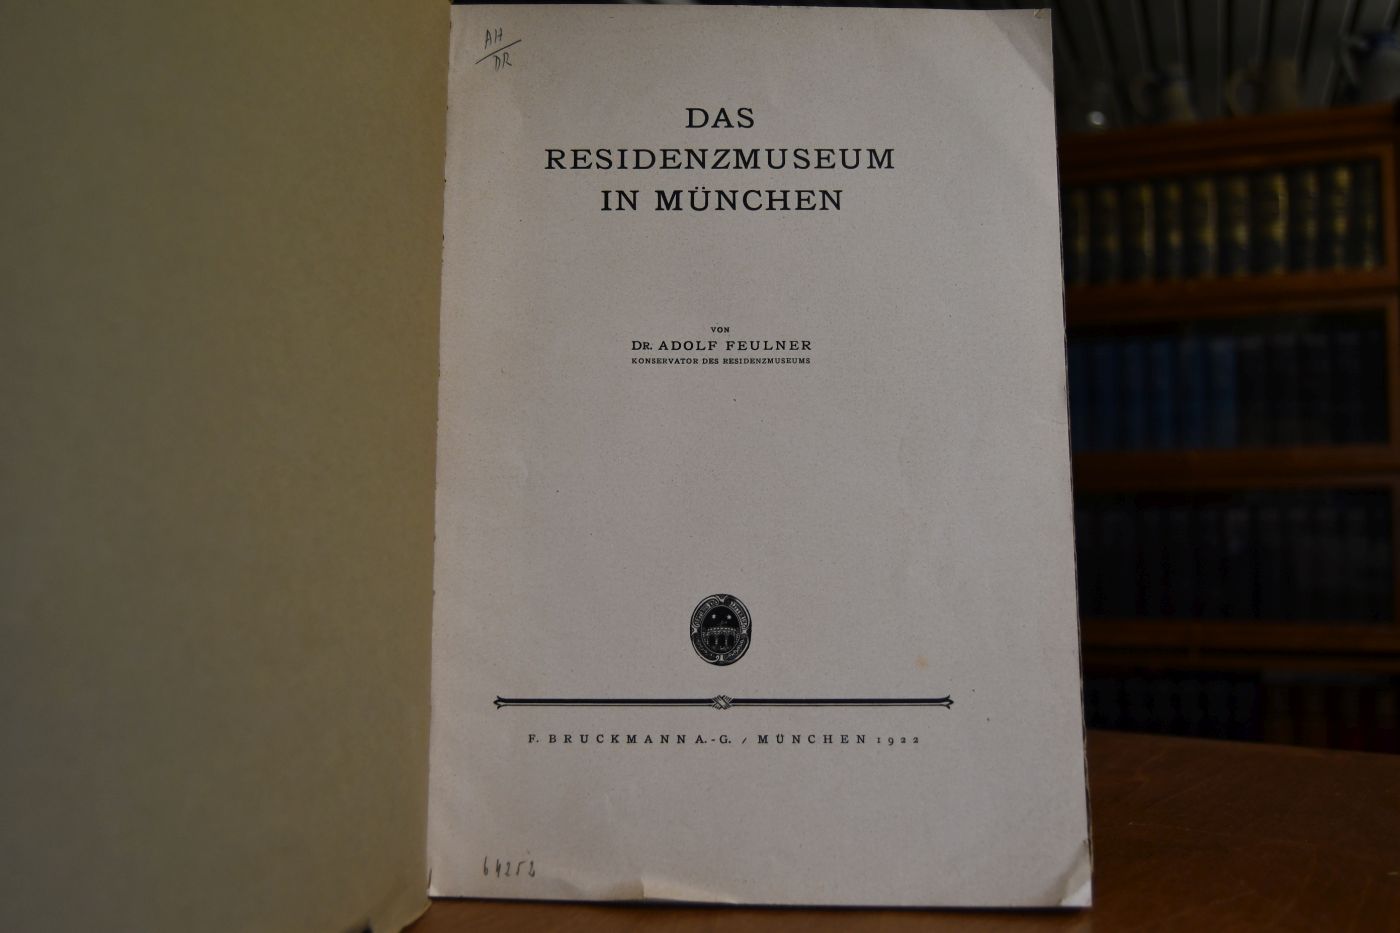 AH
DR
DAS
RESIDENZMUSEUM
IN MÜNCHEN
VON
DR. ADOLF FEULNER
KONSERVATOR DES RESIDENZMUSEUMS
F. BRUCKMANN A.-G. / MÜNCHEN 1922
64252